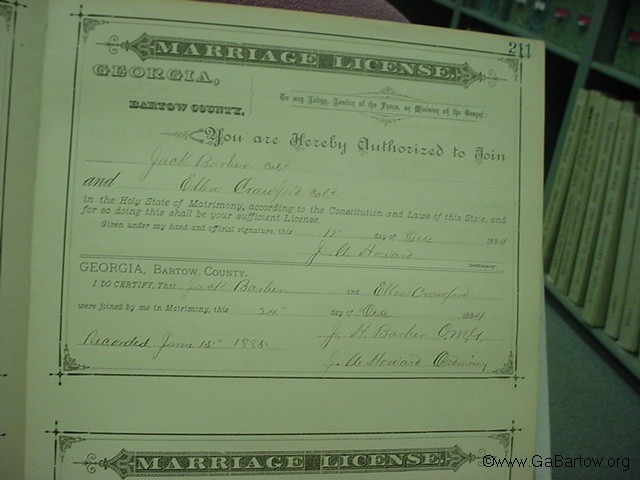 211
MARRIAGE LICENSE.
GEORGIA,
BARTOW COUNTY.
To any Judge, Justice of the Peace, or Minister of the Gospel:
You are Hereby Authorized to Join
Jack Barber Cold
and Ellen Crawford Cold
in the Holy State of Matrimony, according to the Constitution and Laws of this State, and
for so doing this shall be your sufficient License.
Given under my hand and official signature, this day of Dec 1884
J. A Howard
Ordinary.
GEORGIA, BARTOW COUNTY.
I DO CERTIFY, That Jack Barber and Ellen Crawford
were joined by me in Matrimony, this 24th day of Dec 1884
J. H. Barber
Recorded June 15th 1885
J. A Howard Ordinary
MARRIAGE LICENSE.
©www.GaBartow.org